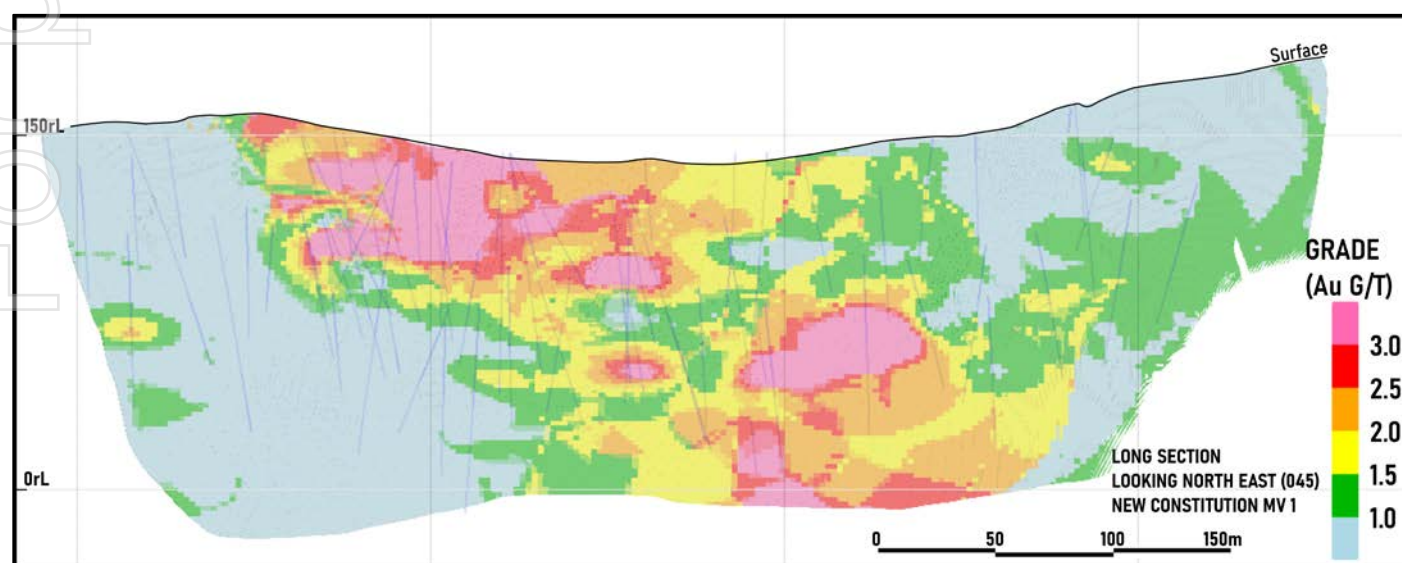 Surface
150rL
GRADE
(Au G/T)
3.0
2.5
2.0
1.5
1.0
0rL
LONG SECTION
LOOKING NORTH EAST (045)
NEW CONSTITUTION MV 1
0 50 100 150m